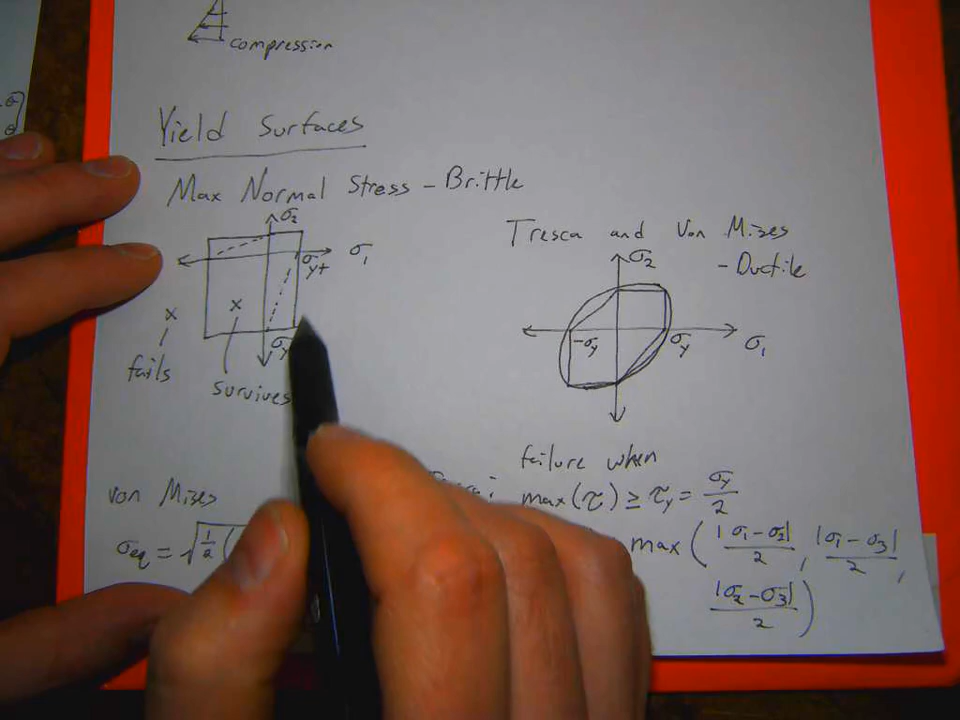 compression
Yield Surfaces
Max Normal Stress - Brittle
σ₂
σ₁
σyt
x
x
fails
survives
Tresca and Von Mises
- Ductile
σ₂
-σy
σy
σ₁
failure when
max(τ) ≥ τy = σy/2
von Mises
σeq = √1/2(
max ( |σ₁-σ₂|/2 , |σ₁-σ₃|/2 ,
|σ₂-σ₃|/2 )